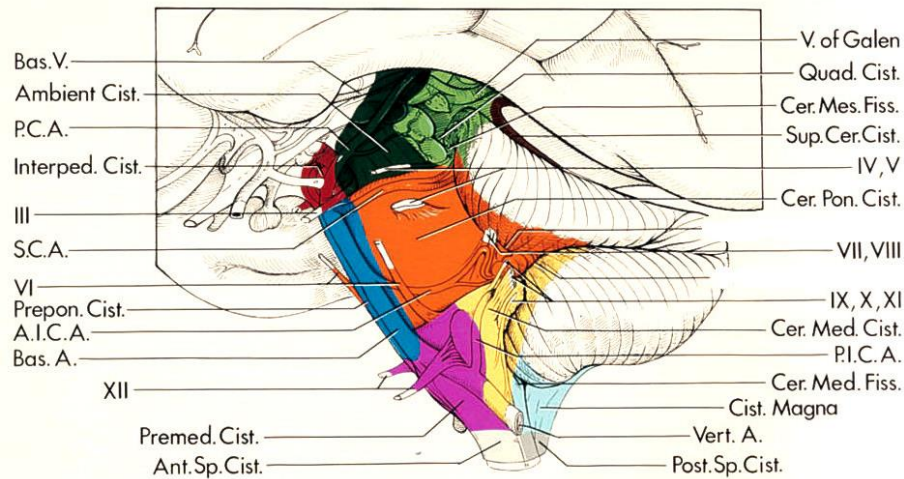 Bas.V.
Ambient Cist.
P.C.A.
Interped. Cist.
III
S.C.A.
VI
Prepon. Cist.
A.I.C.A.
Bas. A.
XII
Premed. Cist.
Ant. Sp. Cist.
V. of Galen
Quad. Cist.
Cer. Mes. Fiss.
Sup. Cer. Cist.
IV, V
Cer. Pon. Cist.
VII, VIII
IX, X, XI
Cer. Med. Cist.
P.I.C.A.
Cer. Med. Fiss.
Cist. Magna
Vert. A.
Post. Sp. Cist.